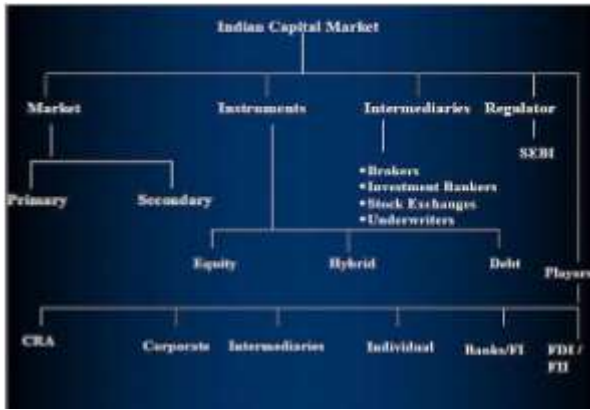 Indian Capital Market
Market Instruments Intermediaries Regulator
SEBI
• Brokers
Primary Secondary • Investment Bankers
• Stock Exchanges
• Underwriters
Equity Hybrid Debt
Players
CRA Corporate Intermediaries Individual Banks/FI FDI /
FII